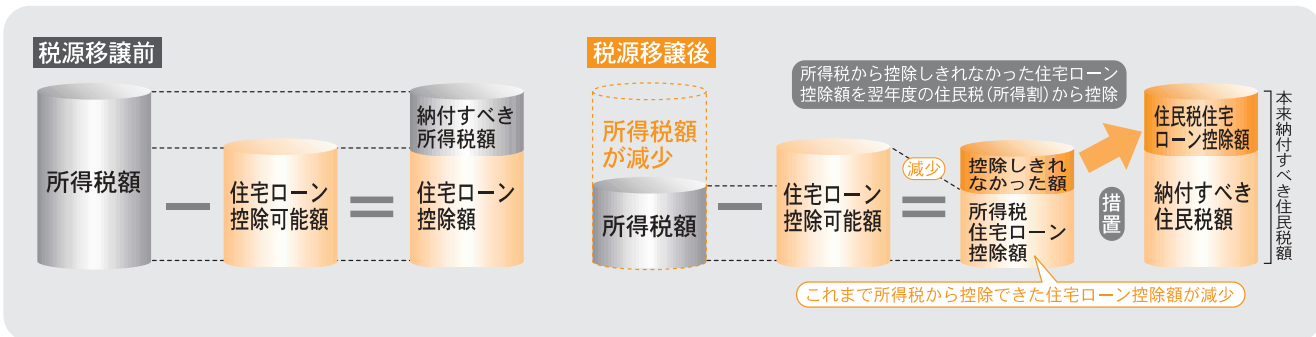 税源移譲前
所得税額
住宅ローン
控除可能額
納付すべき
所得税額
住宅ローン
控除額
税源移譲後
所得税額
が減少
所得税額
住宅ローン
控除可能額
減少
控除しきれ
なかった額
所得税
住宅ローン
控除額
これまで所得税から控除できた住宅ローン控除額が減少
所得税から控除しきれなかった住宅ローン
控除額を翌年度の住民税(所得割)から控除
措置
住民税住宅
ローン控除額
納付すべき
住民税額
本来納付すべき住民税額